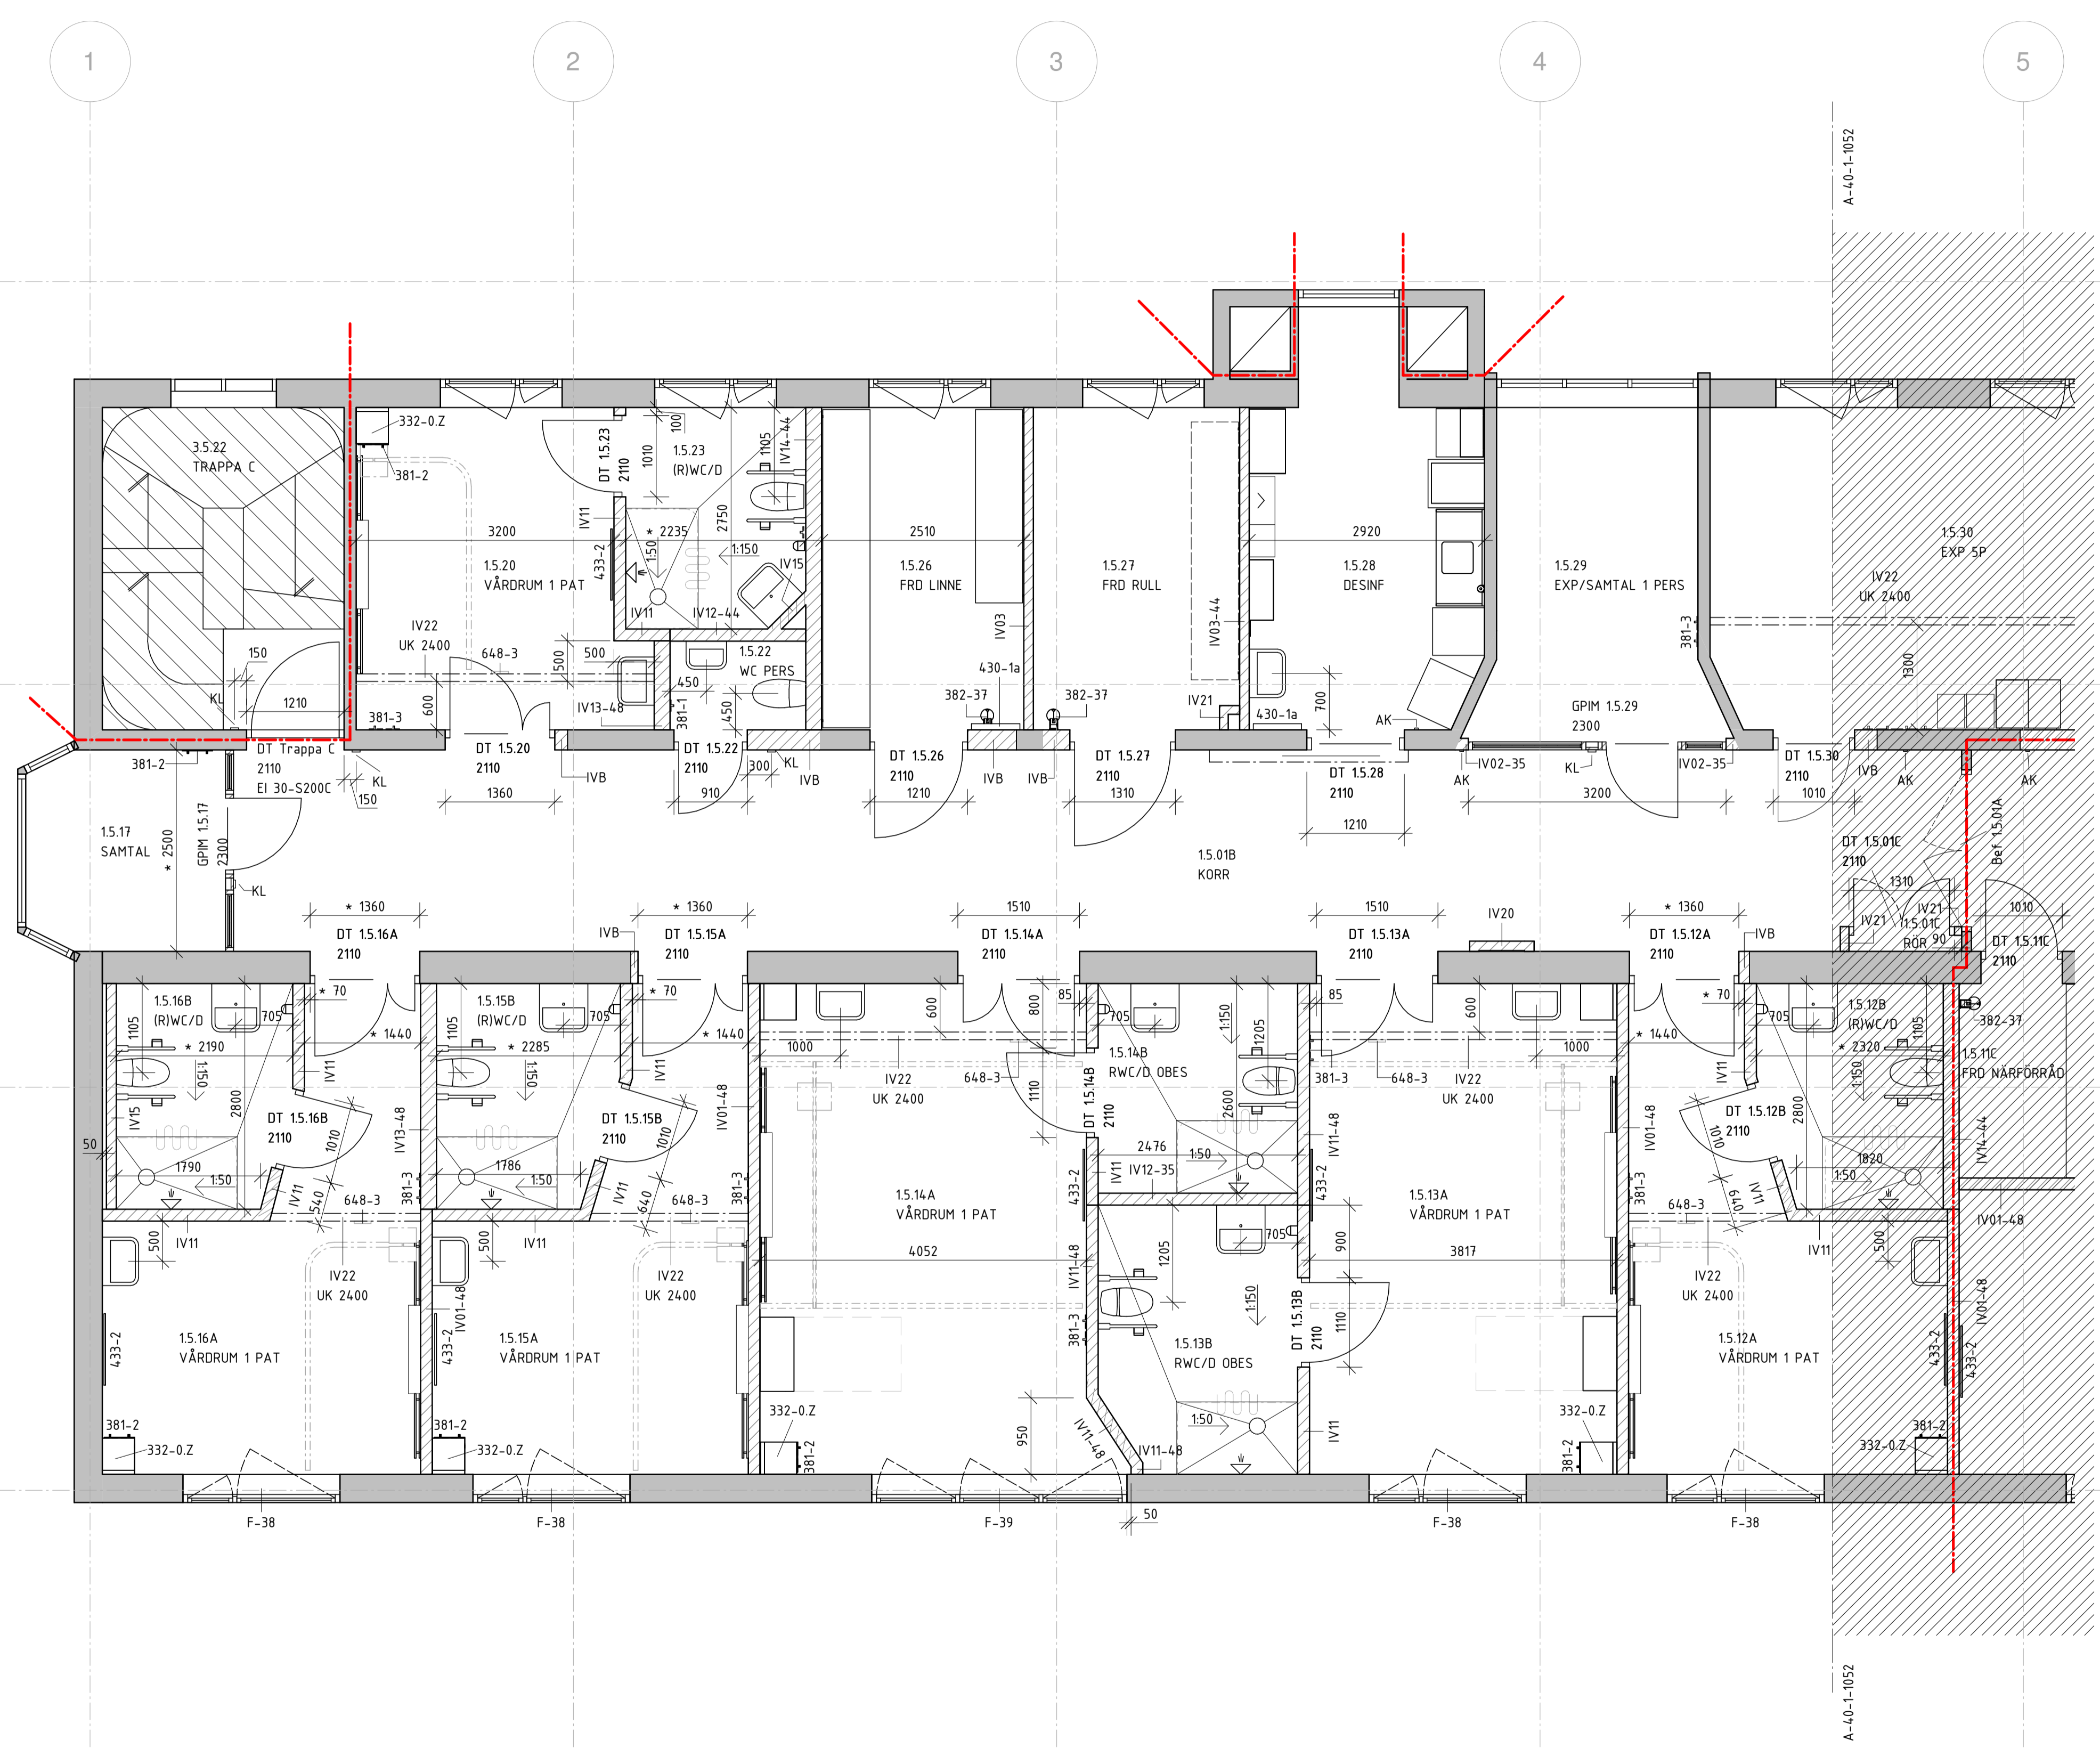 1
2
3
4
5
A-40-1-1052
3.5.22
TRAPPA C
332-0.Z
381-2
DT 1.5.23
2110
1010
100
1.5.23
(R)WC/D
1105
IV14-44
IV11
3200
433-2
* 2235
2750
1:50
1:150
IV15
2510
2920
1.5.20
VÅRDRUM 1 PAT
1.5.26
FRD LINNE
1.5.27
FRD RULL
1.5.28
DESINF
1.5.29
EXP/SAMTAL 1 PERS
1.5.30
EXP 5P
IV22
UK 2400
IV11
IV12-44
IV03
IV03-44
381-3
IV22
UK 2400
648-3
500
500
1.5.22
WC PERS
430-1a
1300
150
KL
1210
381-3
600
IV13-48
450
381-1
450
382-37
382-37
IV21
430-1a
700
AK
GPIM 1.5.29
2300
381-2
DT Trappa C
2110
EI 30-S200C
KL
150
DT 1.5.20
2110
IVB
DT 1.5.22
2110
300
KL
IVB
DT 1.5.26
2110
IVB
IVB
DT 1.5.27
2110
DT 1.5.28
2110
AK
IV02-35
KL
IV02-35
DT 1.5.30
2110
IVB
AK
AK
1360
910
1210
1310
1210
3200
1010
1.5.17
SAMTAL
* 2500
GPIM 1.5.17
2300
KL
1.5.01B
KORR
DT 1.5.01C
2110
Bef 1.5.01A
1310
IV21
IV21
1.5.01C
RÖR
90
1010
DT 1.5.11C
2110
* 1360
DT 1.5.16A
2110
IVB
* 1360
DT 1.5.15A
2110
1510
DT 1.5.14A
2110
1510
DT 1.5.13A
2110
IV20
* 1360
DT 1.5.12A
2110
IVB
1105
1.5.16B
(R)WC/D
705
* 70
* 1440
* 2190
1:150
2800
IV11
IV15
DT 1.5.16B
2110
1010
IV13-48
50
1790
1:50
IV11
540
648-3
381-3
1105
1.5.15B
(R)WC/D
705
* 70
* 1440
* 2285
1:150
IV11
DT 1.5.15B
2110
1010
IV01-48
1786
1:50
IV11
640
648-3
381-3
600
800
85
1000
IV22
UK 2400
648-3
1110
DT 1.5.14B
2110
705
1.5.14B
RWC/D OBES
1:150
1205
2600
2476
1:50
IV11
IV12-35
433-2
IV11-48
433-2
85
381-3
648-3
600
IV22
UK 2400
1000
* 70
* 1440
IV11
IV01-48
DT 1.5.12B
2110
1010
705
1.5.12B
(R)WC/D
1105
* 2320
1:150
2800
1820
1:50
IV14-44
382-37
1.5.11C
FRD NÄRFÖRRÅD
IV01-48
381-3
640
648-3
IV11
IV11
500
500
IV11
IV22
UK 2400
500
IV11
IV22
UK 2400
1.5.14A
VÅRDRUM 1 PAT
4052
IV11-48
381-3
1205
705
900
1:150
DT 1.5.13B
2110
1110
1.5.13B
RWC/D OBES
1.5.13A
VÅRDRUM 1 PAT
3817
IV22
UK 2400
IV01-48
433-2
433-2
1.5.16A
VÅRDRUM 1 PAT
433-2
IV01-48
433-2
1.5.15A
VÅRDRUM 1 PAT
1.5.12A
VÅRDRUM 1 PAT
381-2
332-0.Z
381-2
332-0.Z
332-0.Z
381-2
950
IV11-48
IV11-48
1:50
IV11
332-0.Z
381-2
381-2
332-0.Z
F-38
F-38
F-39
50
F-38
F-38
A-40-1-1052